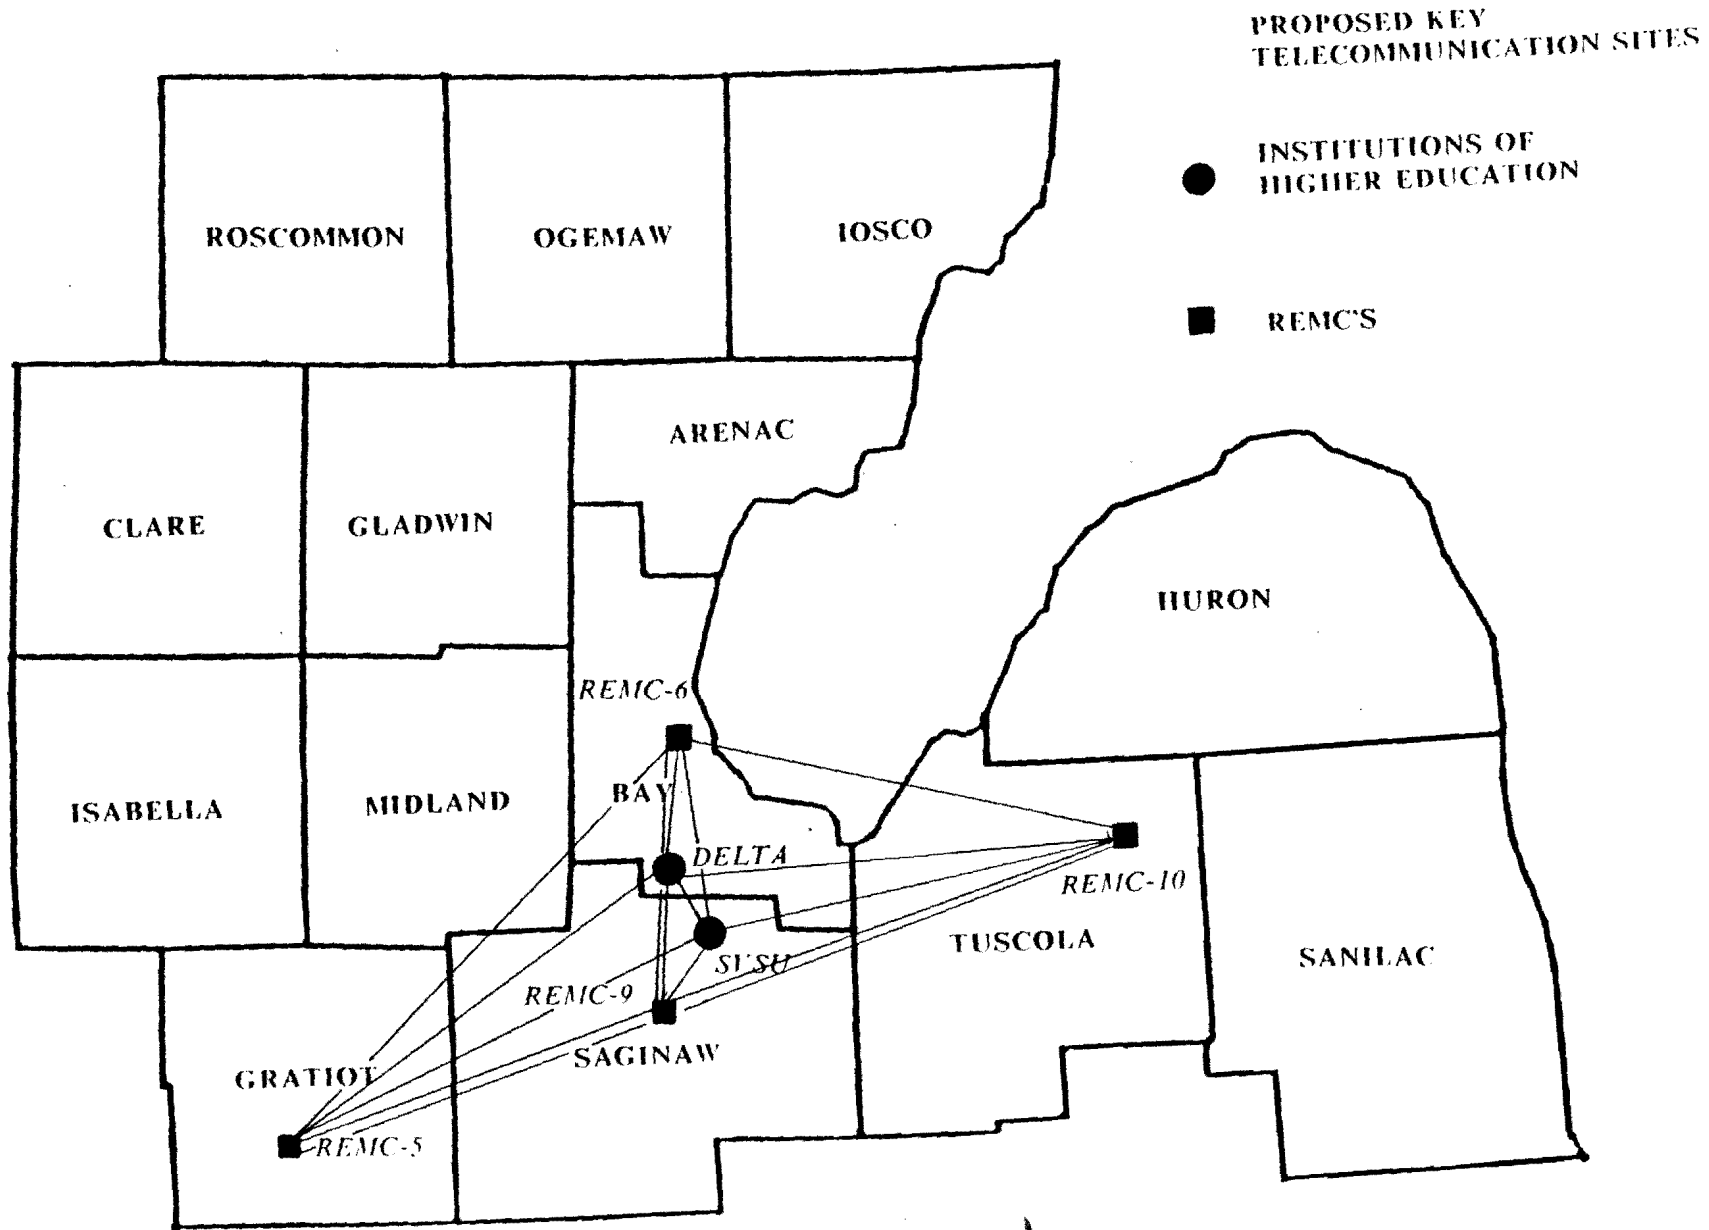 PROPOSED KEY
TELECOMMUNICATION SITES
INSTITUTIONS OF
HIGHER EDUCATION
REMC'S
ROSCOMMON
OGEMAW
IOSCO
ARENAC
CLARE
GLADWIN
HURON
REMC-6
ISABELLA
MIDLAND
BAY
DELTA
REMC-10
TUSCOLA
SANILAC
SVSU
REMC-9
SAGINAW
GRATIOT
REMC-5